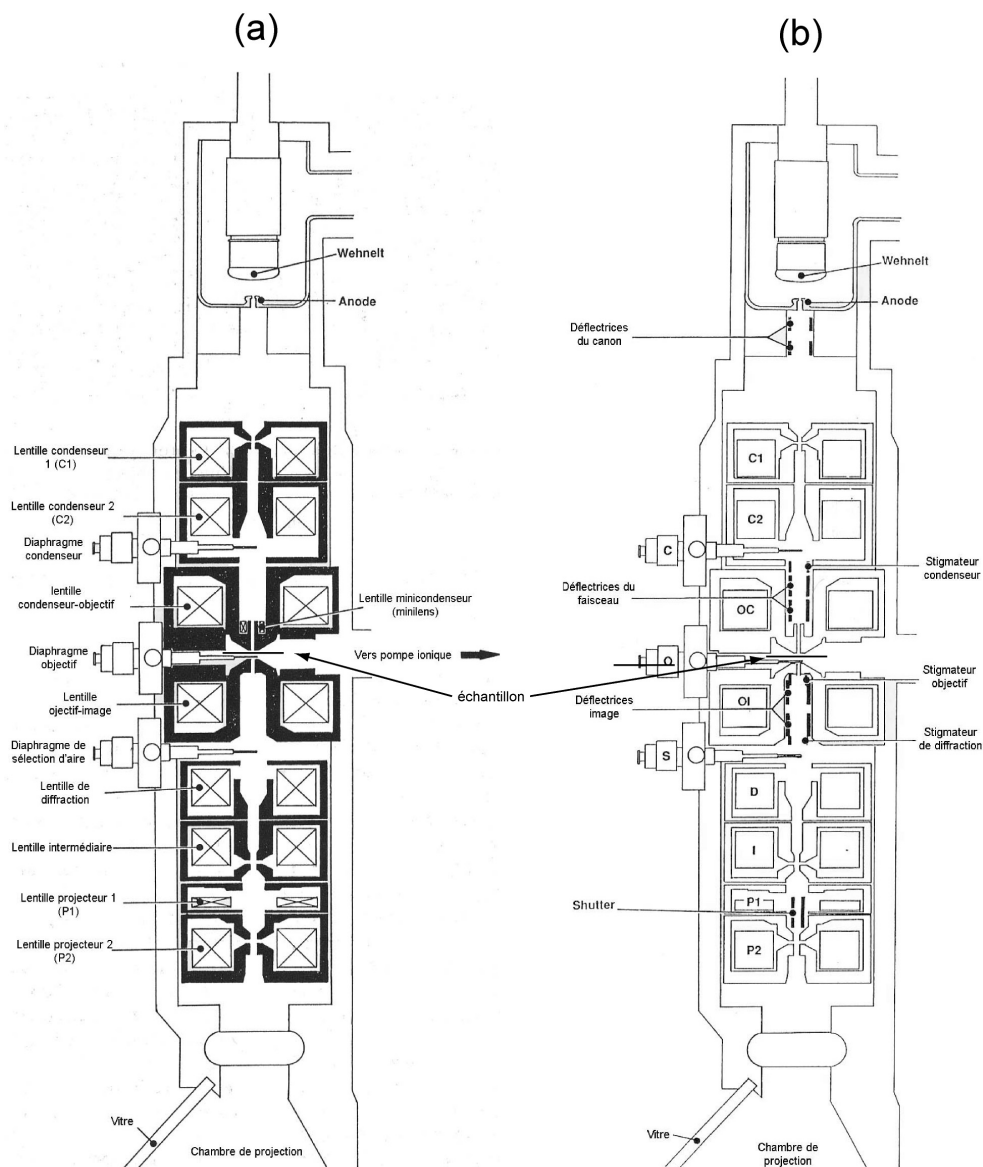 (a)
Wehnelt
Anode
Lentille condenseur
1 (C1)
Lentille condenseur 2
(C2)
Diaphragme
condenseur
lentille
condenseur-objectif
Lentille minicondenseur
(minilens)
Diaphragme
objectif
Vers pompe ionique
échantillon
Lentille
ojectif-image
Diaphragme de
sélection d'aire
Lentille de
diffraction
Lentille intermédiaire
Lentille projecteur 1
(P1)
Lentille projecteur 2
(P2)
Vitre
Chambre de projection
(b)
Wehnelt
Anode
Déflectrices
du canon
C1
C2
C
Stigmateur
condenseur
Déflectrices du
faisceau
OC
O
Stigmateur
objectif
Déflectrices
image
OI
Stigmateur
de diffraction
S
D
I
P1
Shutter
P2
Vitre
Chambre de
projection